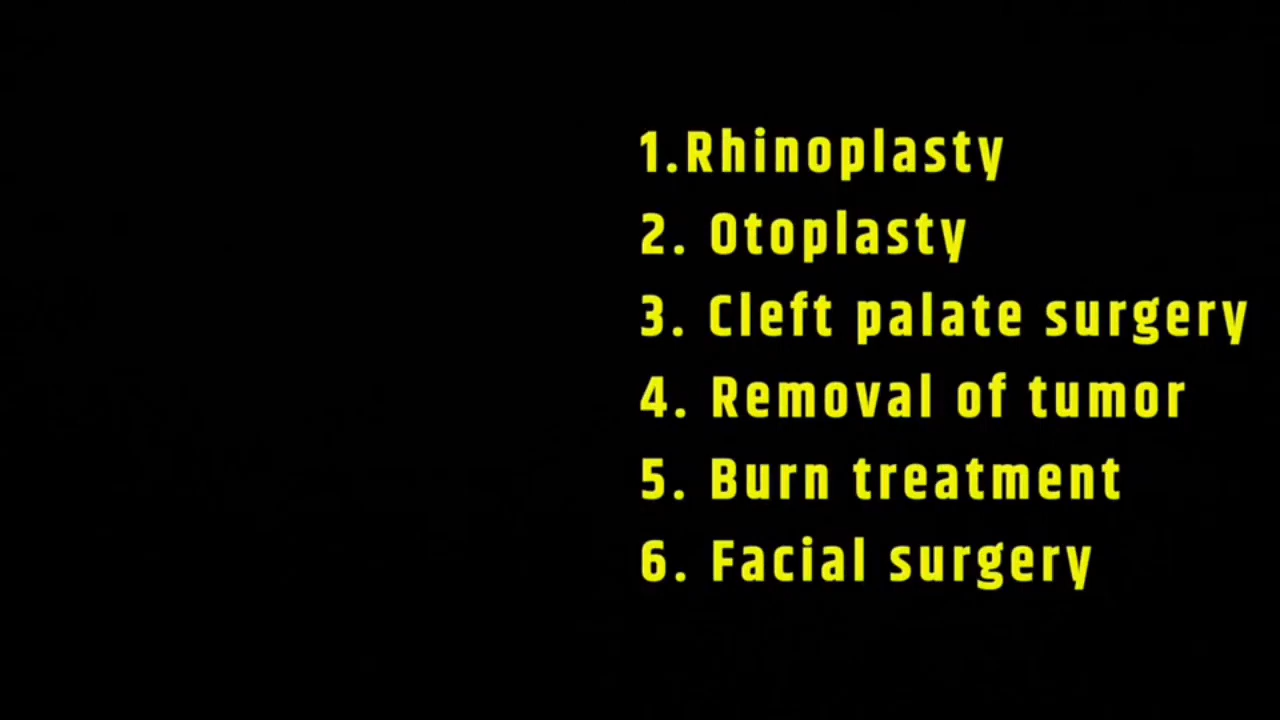 1.Rhinoplasty
2. Otoplasty
3. Cleft palate surgery
4. Removal of tumor
5. Burn treatment
6. Facial surgery